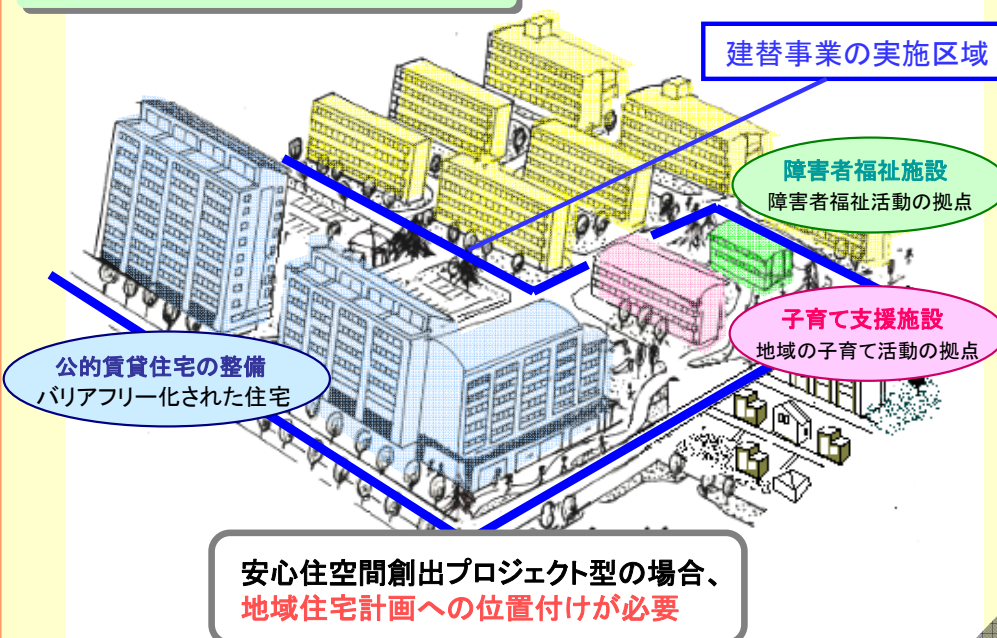 建替事業の実施区域
障害者福祉施設
障害者福祉活動の拠点
子育て支援施設
地域の子育て活動の拠点
公的賃貸住宅の整備
バリアフリー化された住宅
安心住空間創出プロジェクト型の場合、
地域住宅計画への位置付けが必要